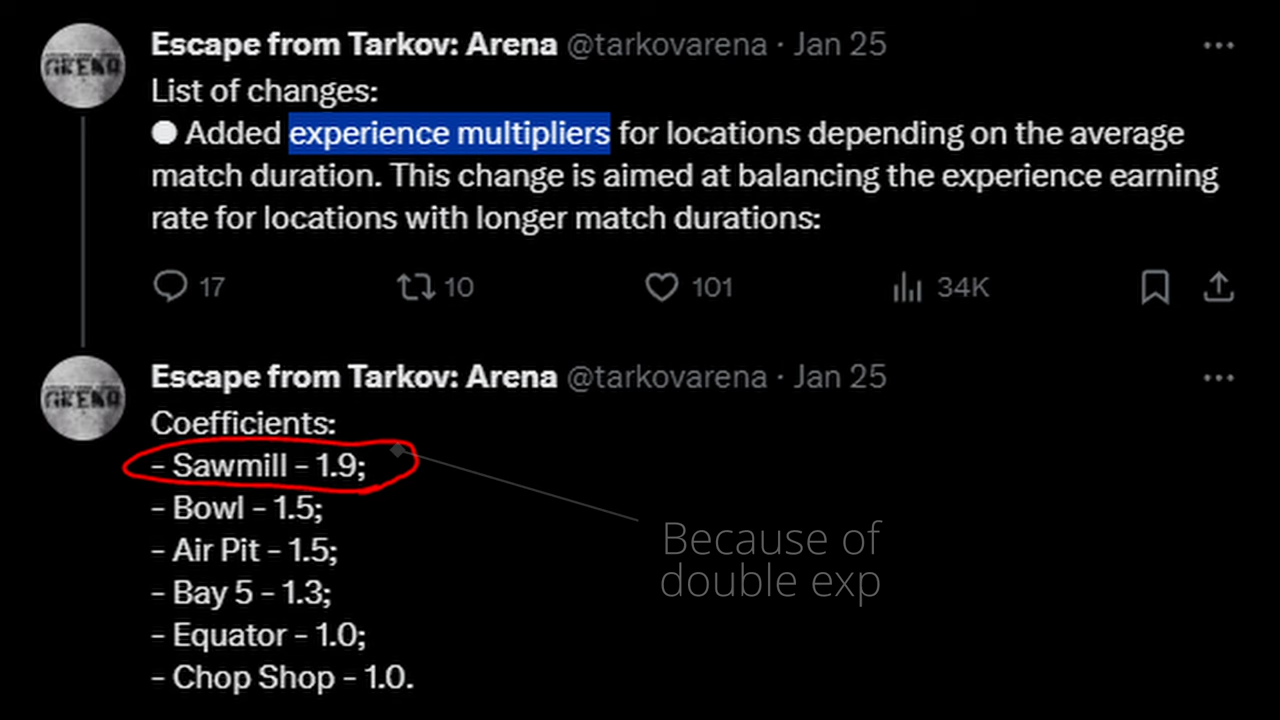 Escape from Tarkov: Arena @tarkovarena · Jan 25
List of changes:
● Added experience multipliers for locations depending on the average
match duration. This change is aimed at balancing the experience earning
rate for locations with longer match durations:
17 10 101 34K
Escape from Tarkov: Arena @tarkovarena · Jan 25
Coefficients:
- Sawmill - 1.9;
- Bowl - 1.5;
- Air Pit - 1.5;
- Bay 5 - 1.3;
- Equator - 1.0;
- Chop Shop - 1.0.
Because of
double exp